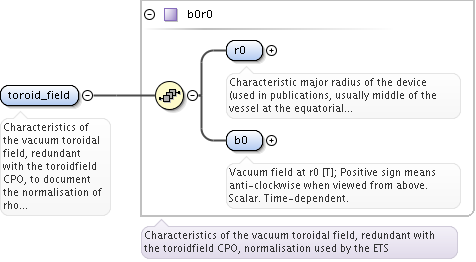 b0r0
r0
Characteristic major radius of the device
(used in publications, usually middle of the
vessel at the equatorial...
toroid_field
Characteristics of
the vacuum toroidal
field, redundant
with the toroidfield
CPO, to document
the normalisation of
rho...
b0
Vacuum field at r0 [T]; Positive sign means
anti-clockwise when viewed from above.
Scalar. Time-dependent.
Characteristics of the vacuum toroidal field, redundant with
the toroidfield CPO, normalisation used by the ETS